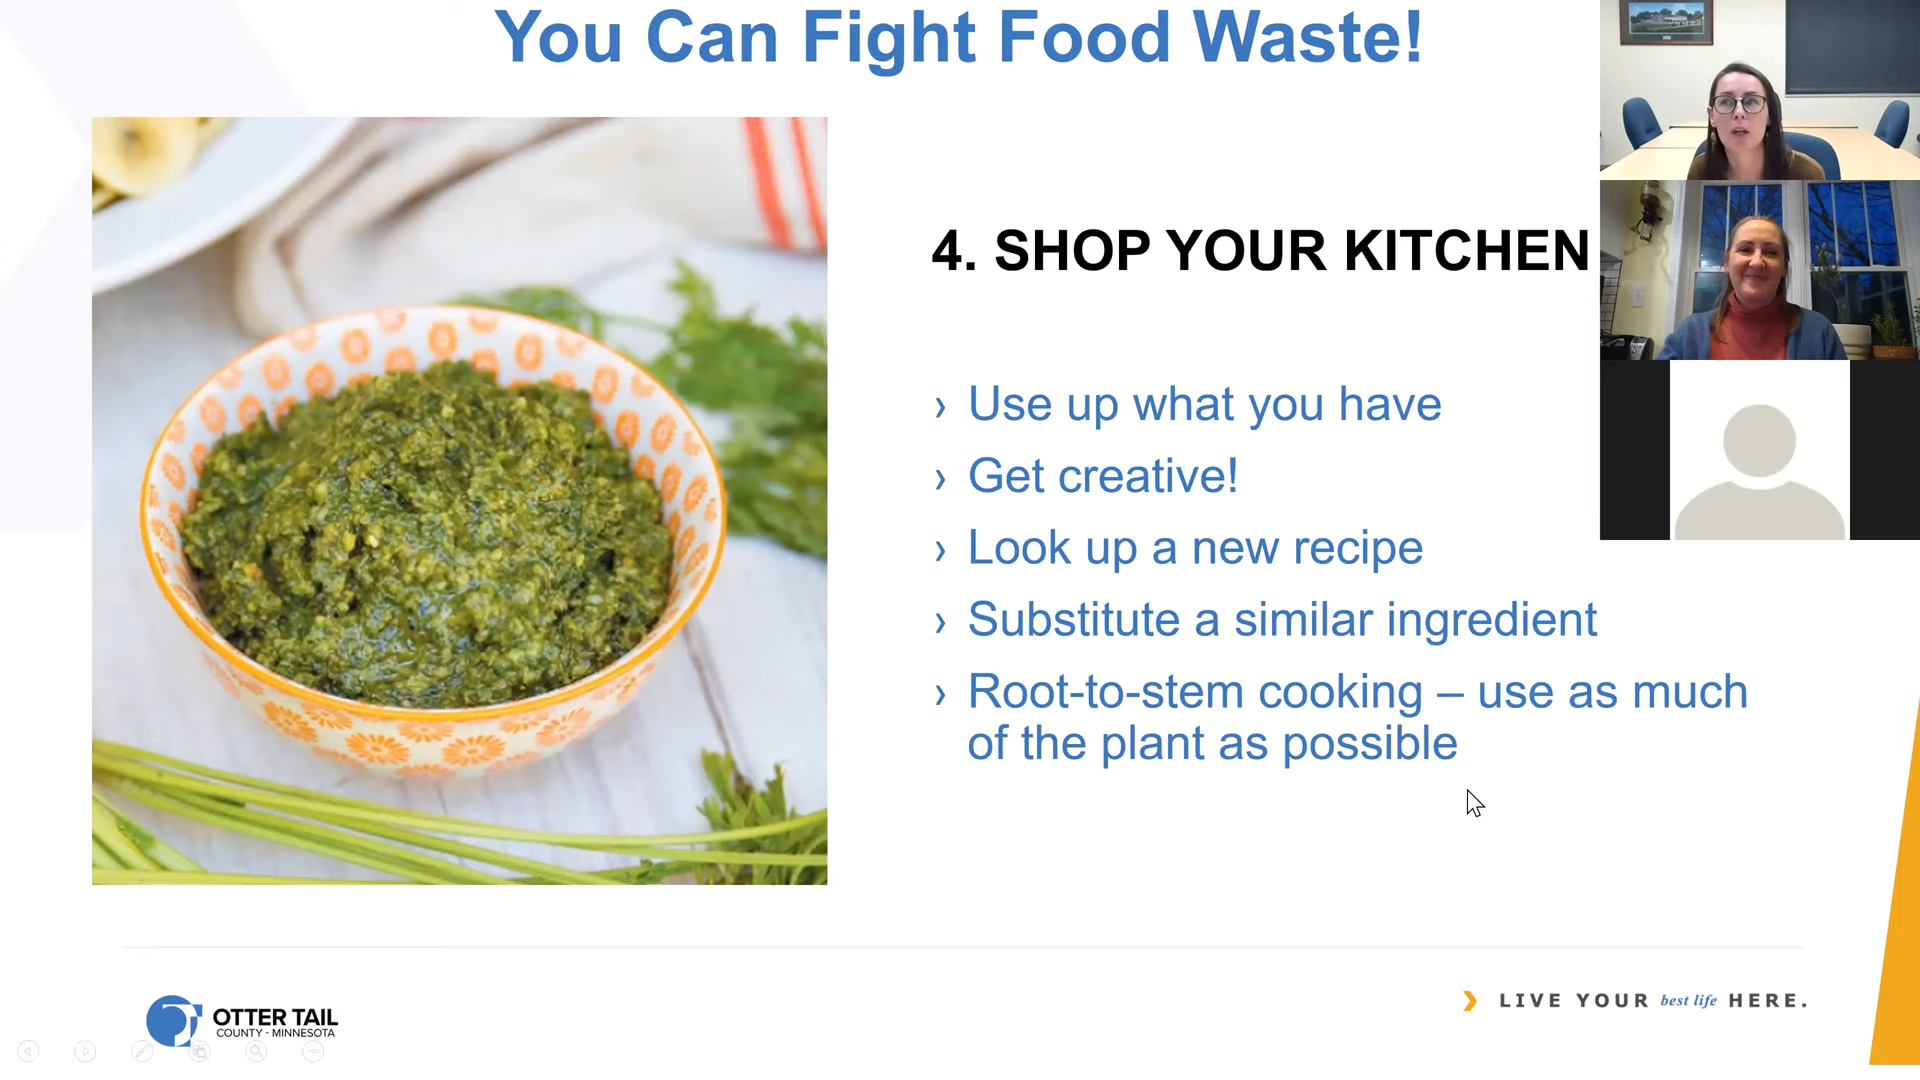 You Can Fight Food Waste!
4. SHOP YOUR KITCHEN
› Use up what you have
› Get creative!
› Look up a new recipe
› Substitute a similar ingredient
› Root-to-stem cooking – use as much
of the plant as possible
OTTER TAIL
COUNTY - MINNESOTA
LIVE YOUR best life HERE.